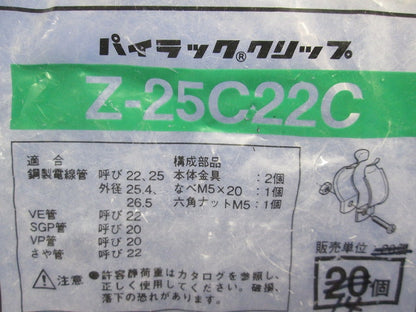 パイラック®クリップ
Z-25C22C
適合 構成部品
鋼製電線管 呼び 22、25 本体金具 :2個
外径 25.4、 なべM5×20 :1個
26.5 六角ナットM5 :1個
VE管 呼び 22
SGP管 呼び 20
VP管 呼び 20
さや管 呼び 22
販売単位
20個
⚠注意 ●許容静荷重はカタログを参照し、
正しく使用してください。破損、
落下の恐れがあります。